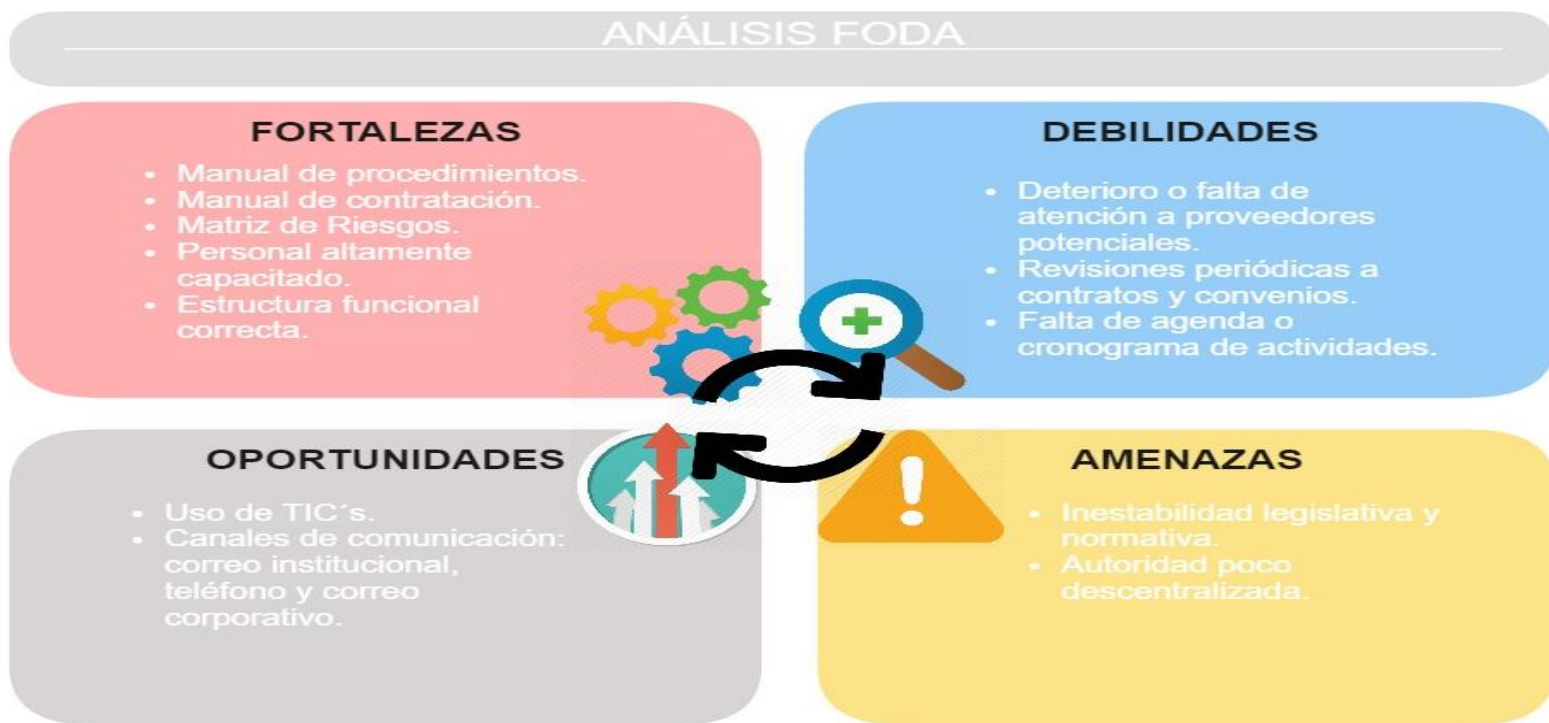 ANÁLISIS FODA
FORTALEZAS
• Manual de procedimientos.
• Manual de contratación.
• Matriz de Riesgos.
• Personal altamente
capacitado.
• Estructura funcional
correcta.
DEBILIDADES
• Deterioro o falta de
atención a proveedores
potenciales.
• Revisiones periódicas a
contratos y convenios.
• Falta de agenda o
cronograma de actividades.
OPORTUNIDADES
• Uso de TIC´s.
• Canales de comunicación:
correo institucional,
teléfono y correo
corporativo.
AMENAZAS
• Inestabilidad legislativa y
normativa.
• Autoridad poco
descentralizada.